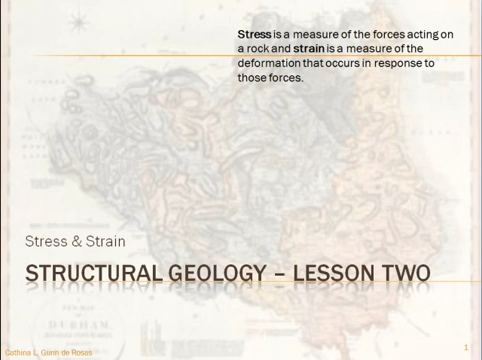 Stress is a measure of the forces acting on
a rock and strain is a measure of the
deformation that occurs in response to
those forces.
Stress & Strain
STRUCTURAL GEOLOGY – LESSON TWO
DURHAM
Cathina L. Gunn de Rosas
1